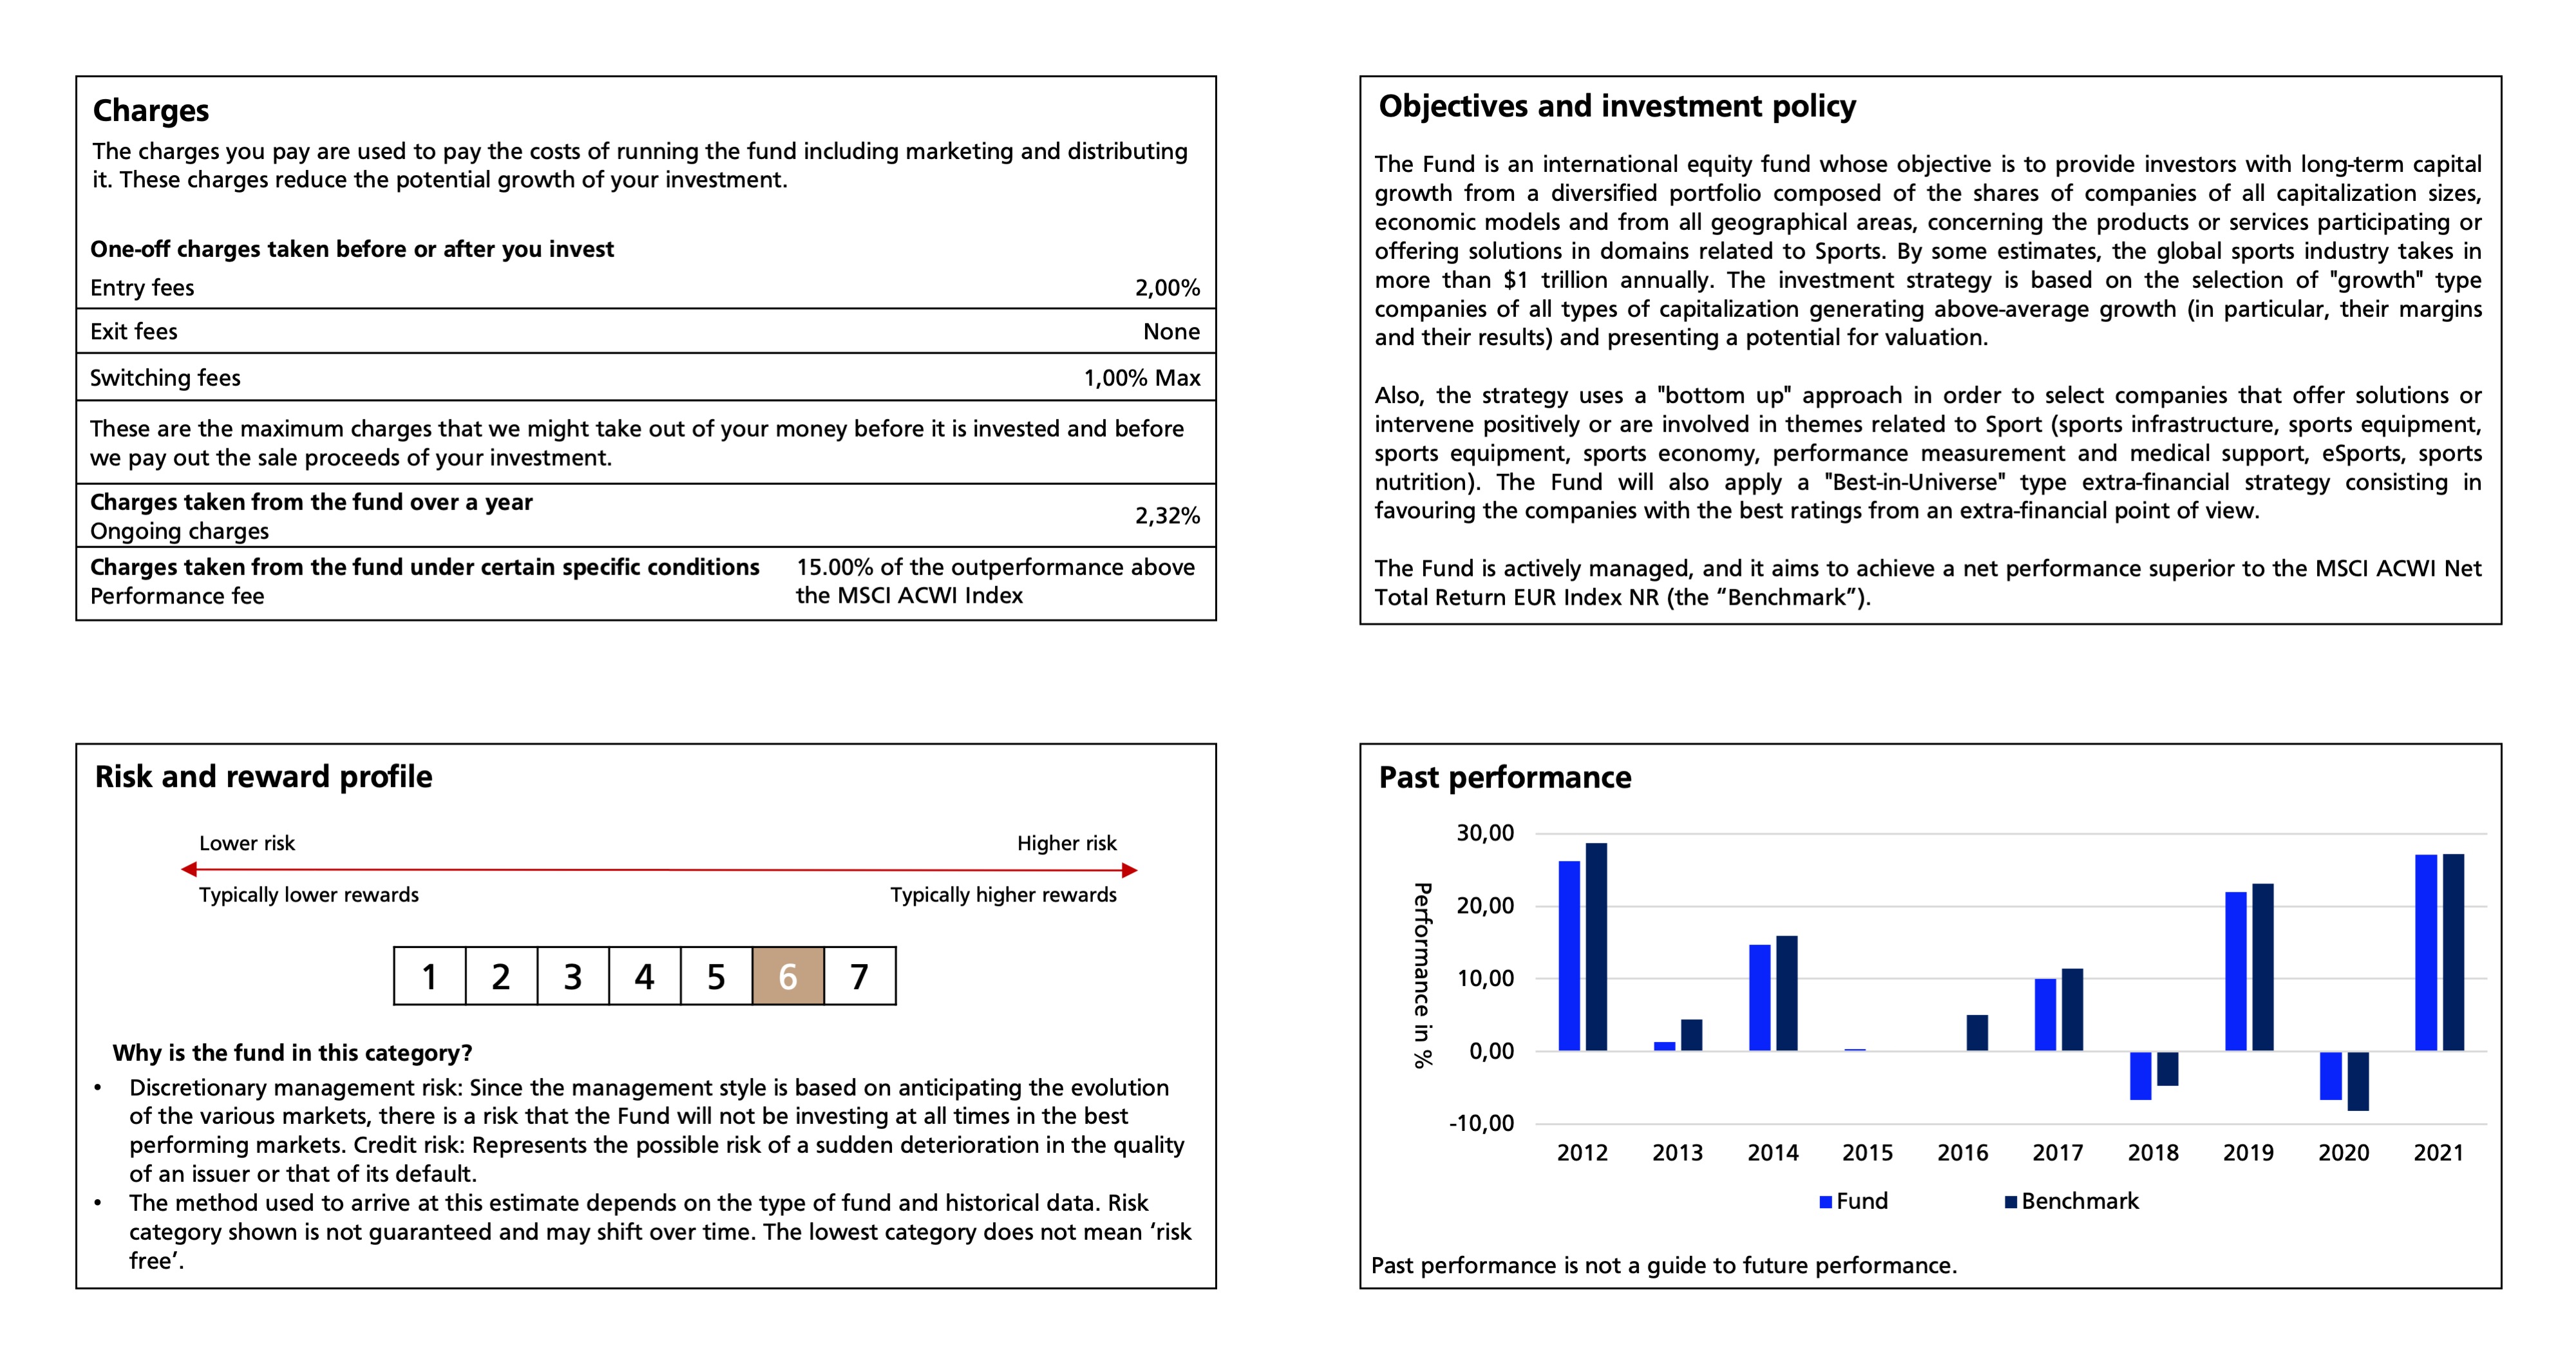 Charges
The charges you pay are used to pay the costs of running the fund including marketing and distributing
it. These charges reduce the potential growth of your investment.
One-off charges taken before or after you invest
Entry fees 2,00%
Exit fees None
Switching fees 1,00% Max
These are the maximum charges that we might take out of your money before it is invested and before
we pay out the sale proceeds of your investment.
Charges taken from the fund over a year
Ongoing charges 2,32%
Charges taken from the fund under certain specific conditions 15.00% of the outperformance above
Performance fee the MSCI ACWI Index
Objectives and investment policy
The Fund is an international equity fund whose objective is to provide investors with long-term capital
growth from a diversified portfolio composed of the shares of companies of all capitalization sizes,
economic models and from all geographical areas, concerning the products or services participating or
offering solutions in domains related to Sports. By some estimates, the global sports industry takes in
more than $1 trillion annually. The investment strategy is based on the selection of "growth" type
companies of all types of capitalization generating above-average growth (in particular, their margins
and their results) and presenting a potential for valuation.
Also, the strategy uses a "bottom up" approach in order to select companies that offer solutions or
intervene positively or are involved in themes related to Sport (sports infrastructure, sports equipment,
sports equipment, sports economy, performance measurement and medical support, eSports, sports
nutrition). The Fund will also apply a "Best-in-Universe" type extra-financial strategy consisting in
favouring the companies with the best ratings from an extra-financial point of view.
The Fund is actively managed, and it aims to achieve a net performance superior to the MSCI ACWI Net
Total Return EUR Index NR (the “Benchmark”).
Risk and reward profile
Lower risk Higher risk
Typically lower rewards Typically higher rewards
1 2 3 4 5 6 7
Why is the fund in this category?
• Discretionary management risk: Since the management style is based on anticipating the evolution
of the various markets, there is a risk that the Fund will not be investing at all times in the best
performing markets. Credit risk: Represents the possible risk of a sudden deterioration in the quality
of an issuer or that of its default.
• The method used to arrive at this estimate depends on the type of fund and historical data. Risk
category shown is not guaranteed and may shift over time. The lowest category does not mean ‘risk
free’.
Past performance
Performance in %
30,00
20,00
10,00
0,00
-10,00
2012 2013 2014 2015 2016 2017 2018 2019 2020 2021
Fund Benchmark
Past performance is not a guide to future performance.